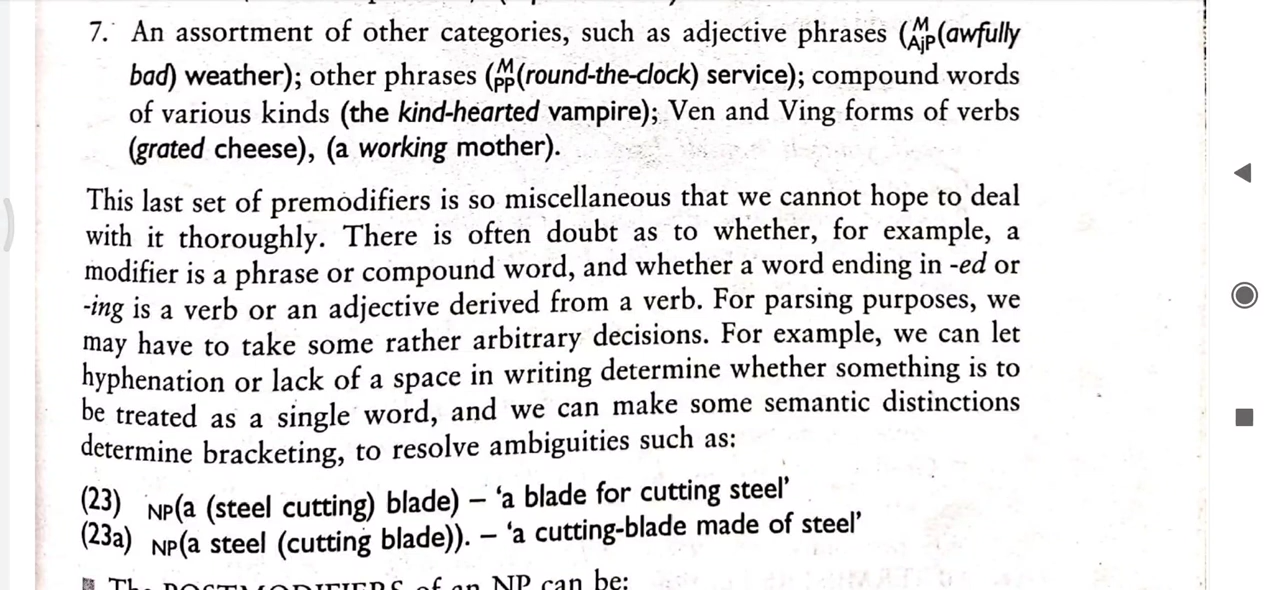 7. An assortment of other categories, such as adjective phrases (M AjP(awfully
bad) weather); other phrases (M PP(round-the-clock) service); compound words
of various kinds (the kind-hearted vampire); Ven and Ving forms of verbs
(grated cheese), (a working mother).
This last set of premodifiers is so miscellaneous that we cannot hope to deal
with it thoroughly. There is often doubt as to whether, for example, a
modifier is a phrase or compound word, and whether a word ending in -ed or
-ing is a verb or an adjective derived from a verb. For parsing purposes, we
may have to take some rather arbitrary decisions. For example, we can let
hyphenation or lack of a space in writing determine whether something is to
be treated as a single word, and we can make some semantic distinctions
determine bracketing, to resolve ambiguities such as:
(23) NP(a (steel cutting) blade) – ‘a blade for cutting steel’
(23a) NP(a steel (cutting blade)). – ‘a cutting-blade made of steel’
The POSTMODIFIERS of an NP can be: